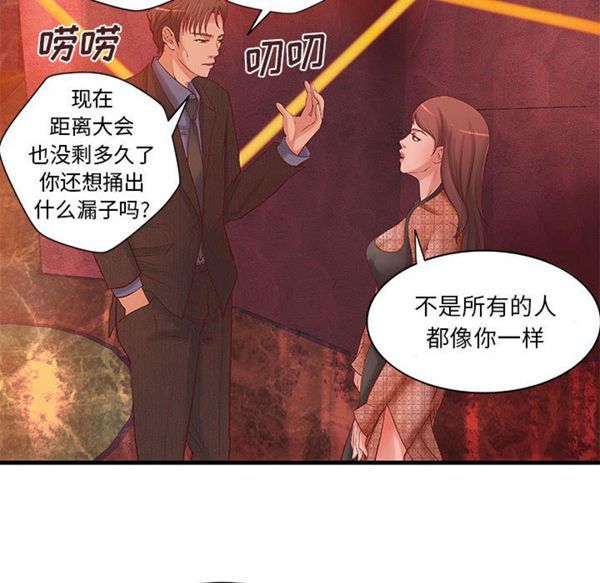 唠唠
叨叨
现在
距离大会
也没剩多久了
你还想捅出
什么漏子吗?
不是所有的人
都像你一样